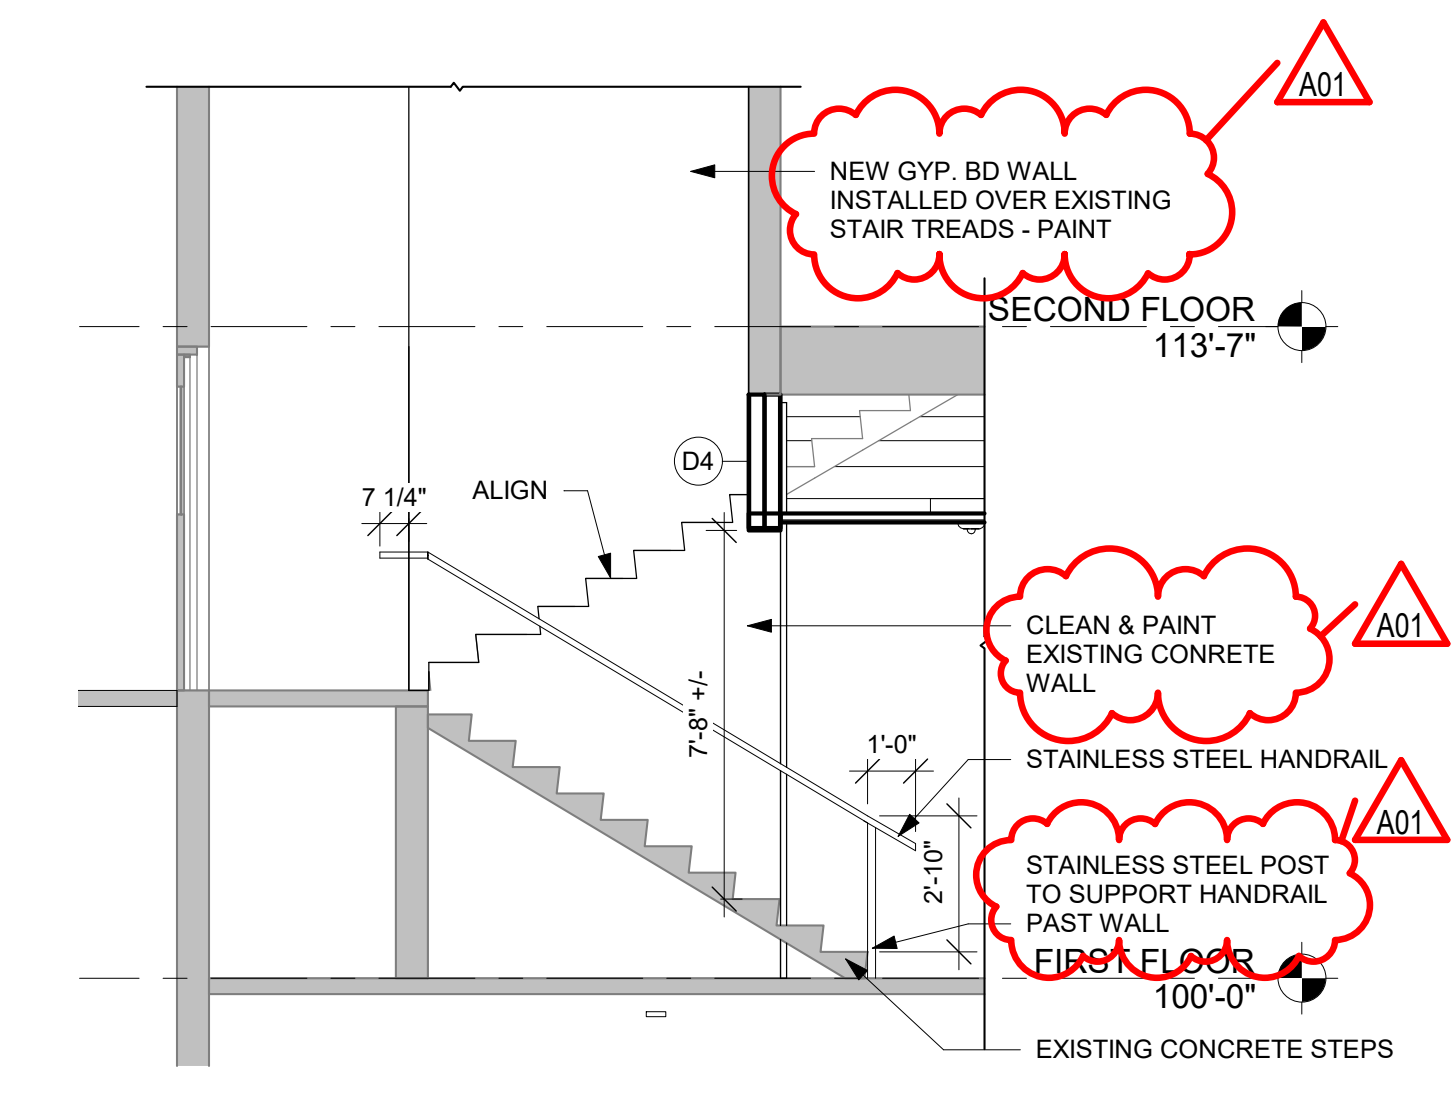 A01
NEW GYP. BD WALL
INSTALLED OVER EXISTING
STAIR TREADS - PAINT
SECOND FLOOR
113'-7"
D4
7 1/4"
ALIGN
A01
CLEAN & PAINT
EXISTING CONRETE
WALL
7'-8" +/-
1'-0"
STAINLESS STEEL HANDRAIL
A01
2'-10"
STAINLESS STEEL POST
TO SUPPORT HANDRAIL
PAST WALL
FIRST FLOOR
100'-0"
EXISTING CONCRETE STEPS